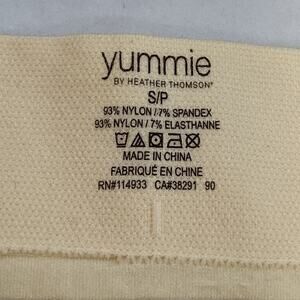 yummie
BY HEATHER THOMSON®
S/P
93% NYLON / 7% SPANDEX
93% NYLON / 7% ELASTHANNE
MADE IN CHINA
FABRIQUÉ EN CHINE
RN#114933 CA#38291 90